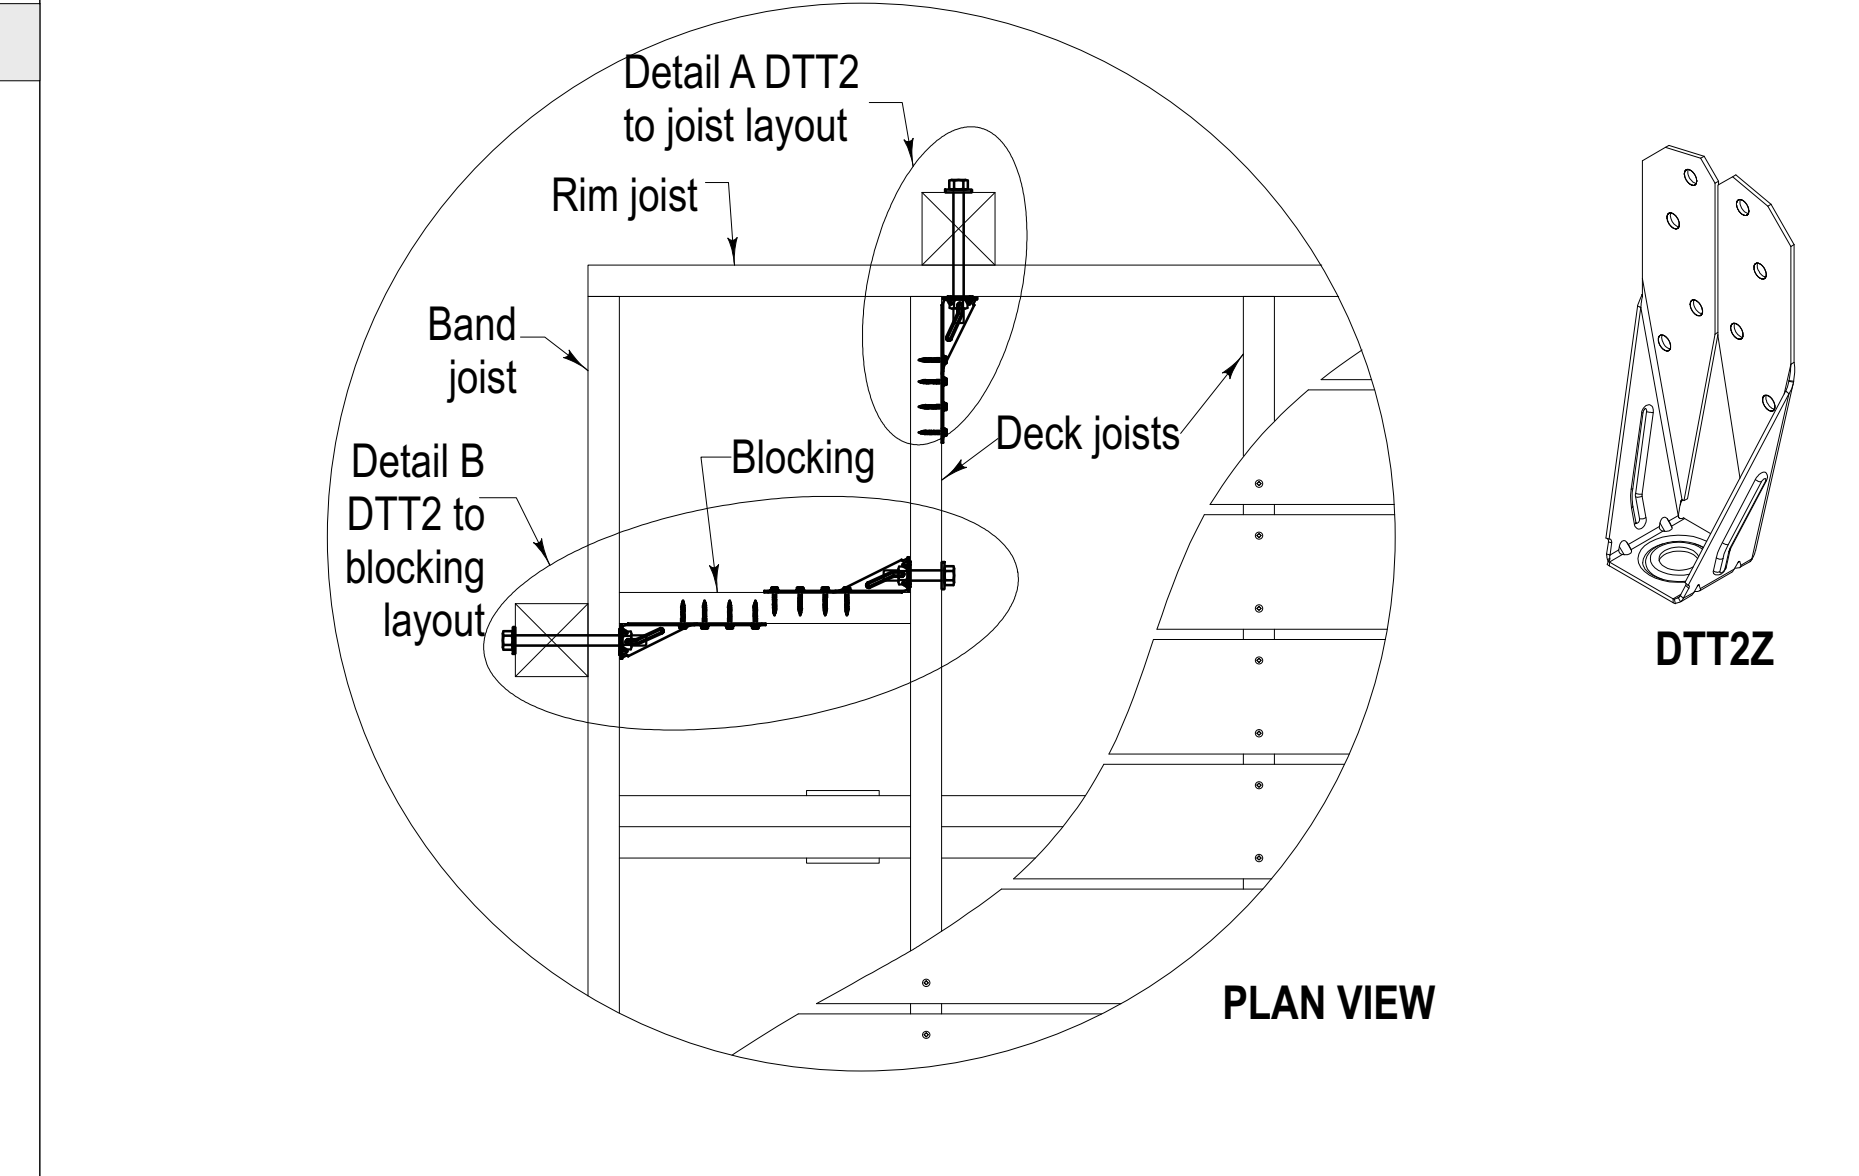 Detail A DTT2
to joist layout
Rim joist
Band
joist
Detail B
DTT2 to
blocking
layout
Blocking
Deck joists
DTT2Z
PLAN VIEW